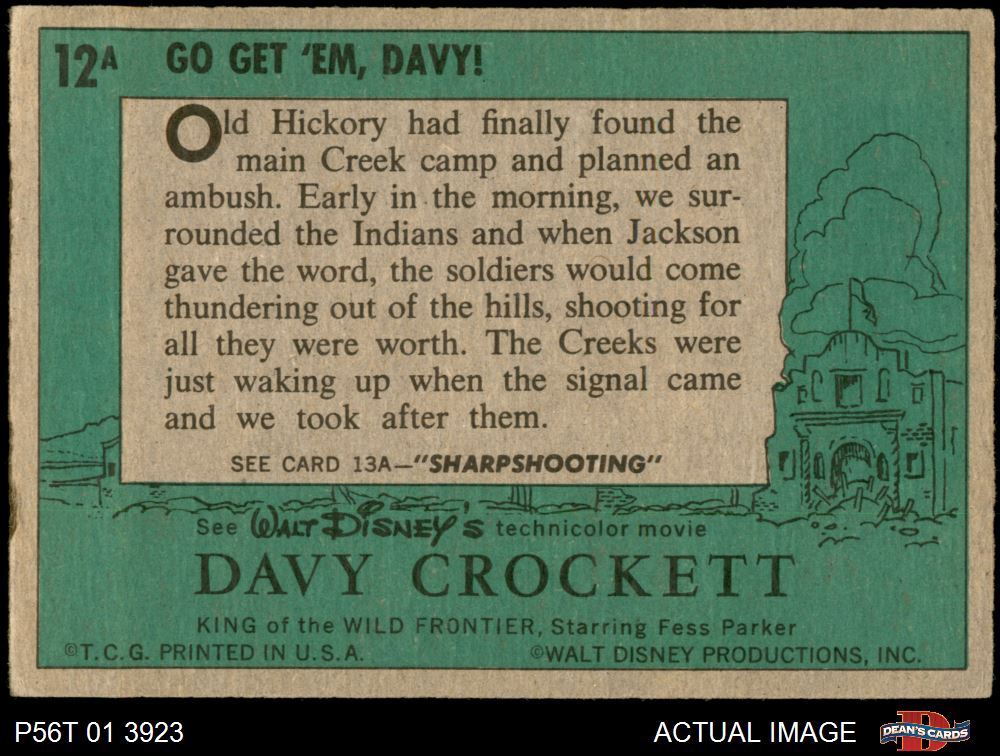 12A GO GET 'EM, DAVY!
Old Hickory had finally found the
main Creek camp and planned an
ambush. Early in the morning, we sur-
rounded the Indians and when Jackson
gave the word, the soldiers would come
thundering out of the hills, shooting for
all they were worth. The Creeks were
just waking up when the signal came
and we took after them.
SEE CARD 13A—"SHARPSHOOTING"
See WALT DISNEY'S technicolor movie
DAVY CROCKETT
KING of the WILD FRONTIER, Starring Fess Parker
©T.C.G. PRINTED IN U.S.A. ©WALT DISNEY PRODUCTIONS, INC.
P56T 01 3923 ACTUAL IMAGE D DEAN'S CARDS